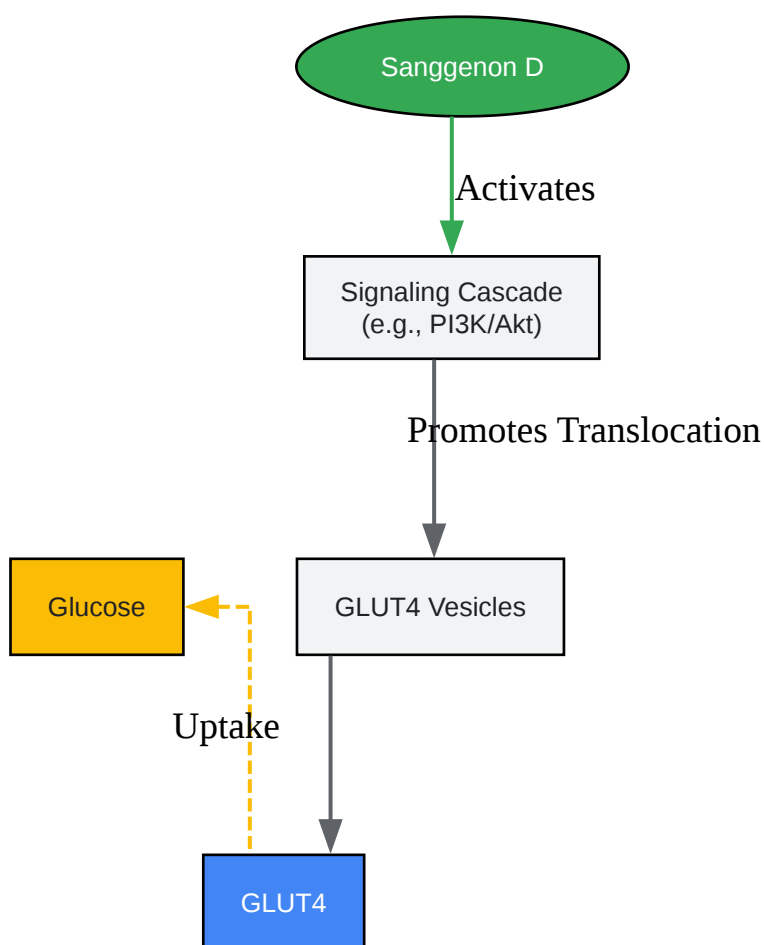 Sanggenon D
Activates
Signaling Cascade
(e.g., PI3K/Akt)
Promotes Translocation
Glucose
GLUT4 Vesicles
Uptake
GLUT4